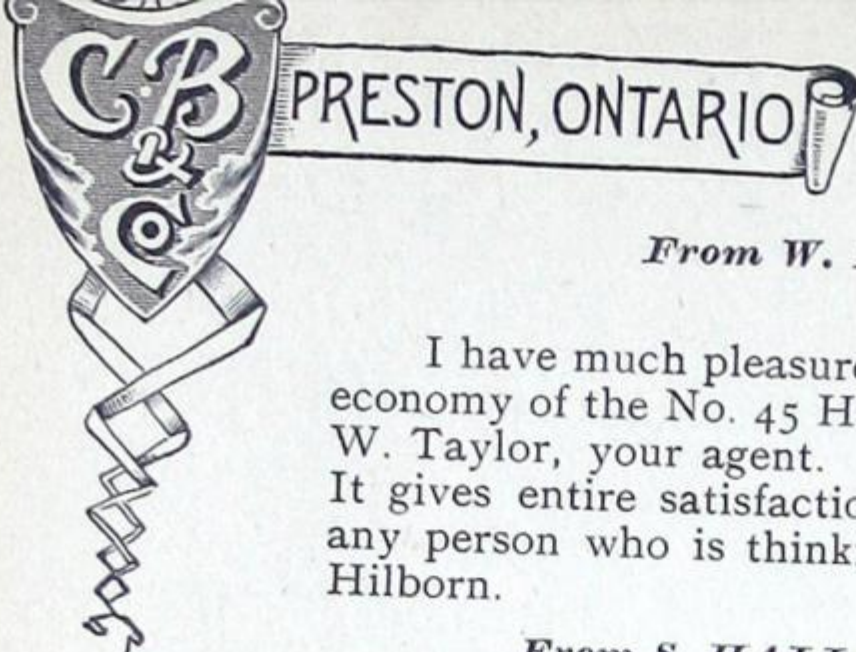 C. B
&
Co
PRESTON, ONTARIO
From W.
I have much pleasure
economy of the No. 45 H
W. Taylor, your agent.
It gives entire satisfactio
any person who is think
Hilborn.
From S.